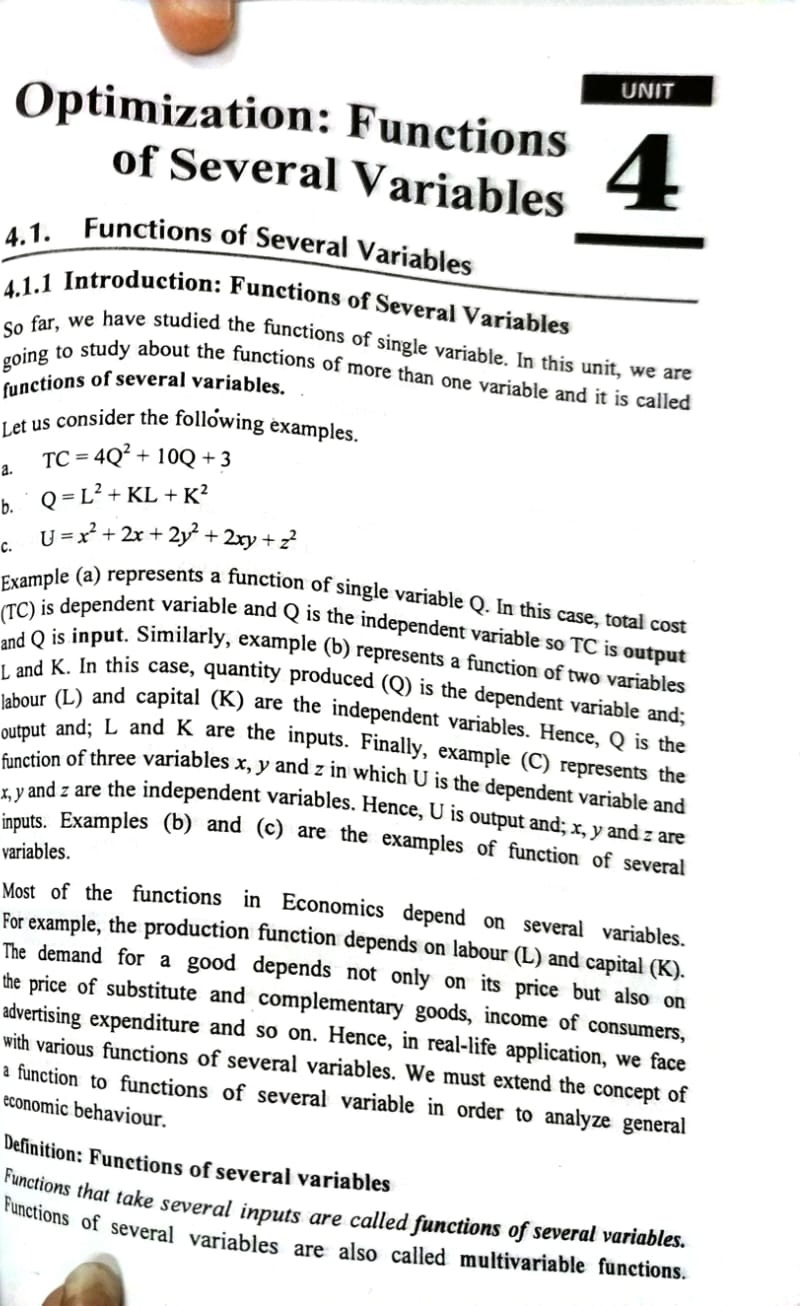 UNIT
4
Optimization: Functions
of Several Variables
4.1. Functions of Several Variables
4.1.1 Introduction: Functions of Several Variables
So far, we have studied the functions of single variable. In this unit, we are
going to study about the functions of more than one variable and it is called
functions of several variables.
Let us consider the following examples.
a. TC = 4Q² + 10Q + 3
b. Q = L² + KL + K²
c. U = x² + 2x + 2y² + 2xy + z²
Example (a) represents a function of single variable Q. In this case, total cost
(TC) is dependent variable and Q is the independent variable so TC is output
and Q is input. Similarly, example (b) represents a function of two variables
L and K. In this case, quantity produced (Q) is the dependent variable and;
labour (L) and capital (K) are the independent variables. Hence, Q is the
output and; L and K are the inputs. Finally, example (C) represents the
function of three variables x, y and z in which U is the dependent variable and
x, y and z are the independent variables. Hence, U is output and; x, y and z are
inputs. Examples (b) and (c) are the examples of function of several
variables.
Most of the functions in Economics depend on several variables.
For example, the production function depends on labour (L) and capital (K).
The demand for a good depends not only on its price but also on
the price of substitute and complementary goods, income of consumers,
advertising expenditure and so on. Hence, in real-life application, we face
with various functions of several variables. We must extend the concept of
a function to functions of several variable in order to analyze general
economic behaviour.
Definition: Functions of several variables
Functions that take several inputs are called functions of several variables.
Functions of several variables are also called multivariable functions.